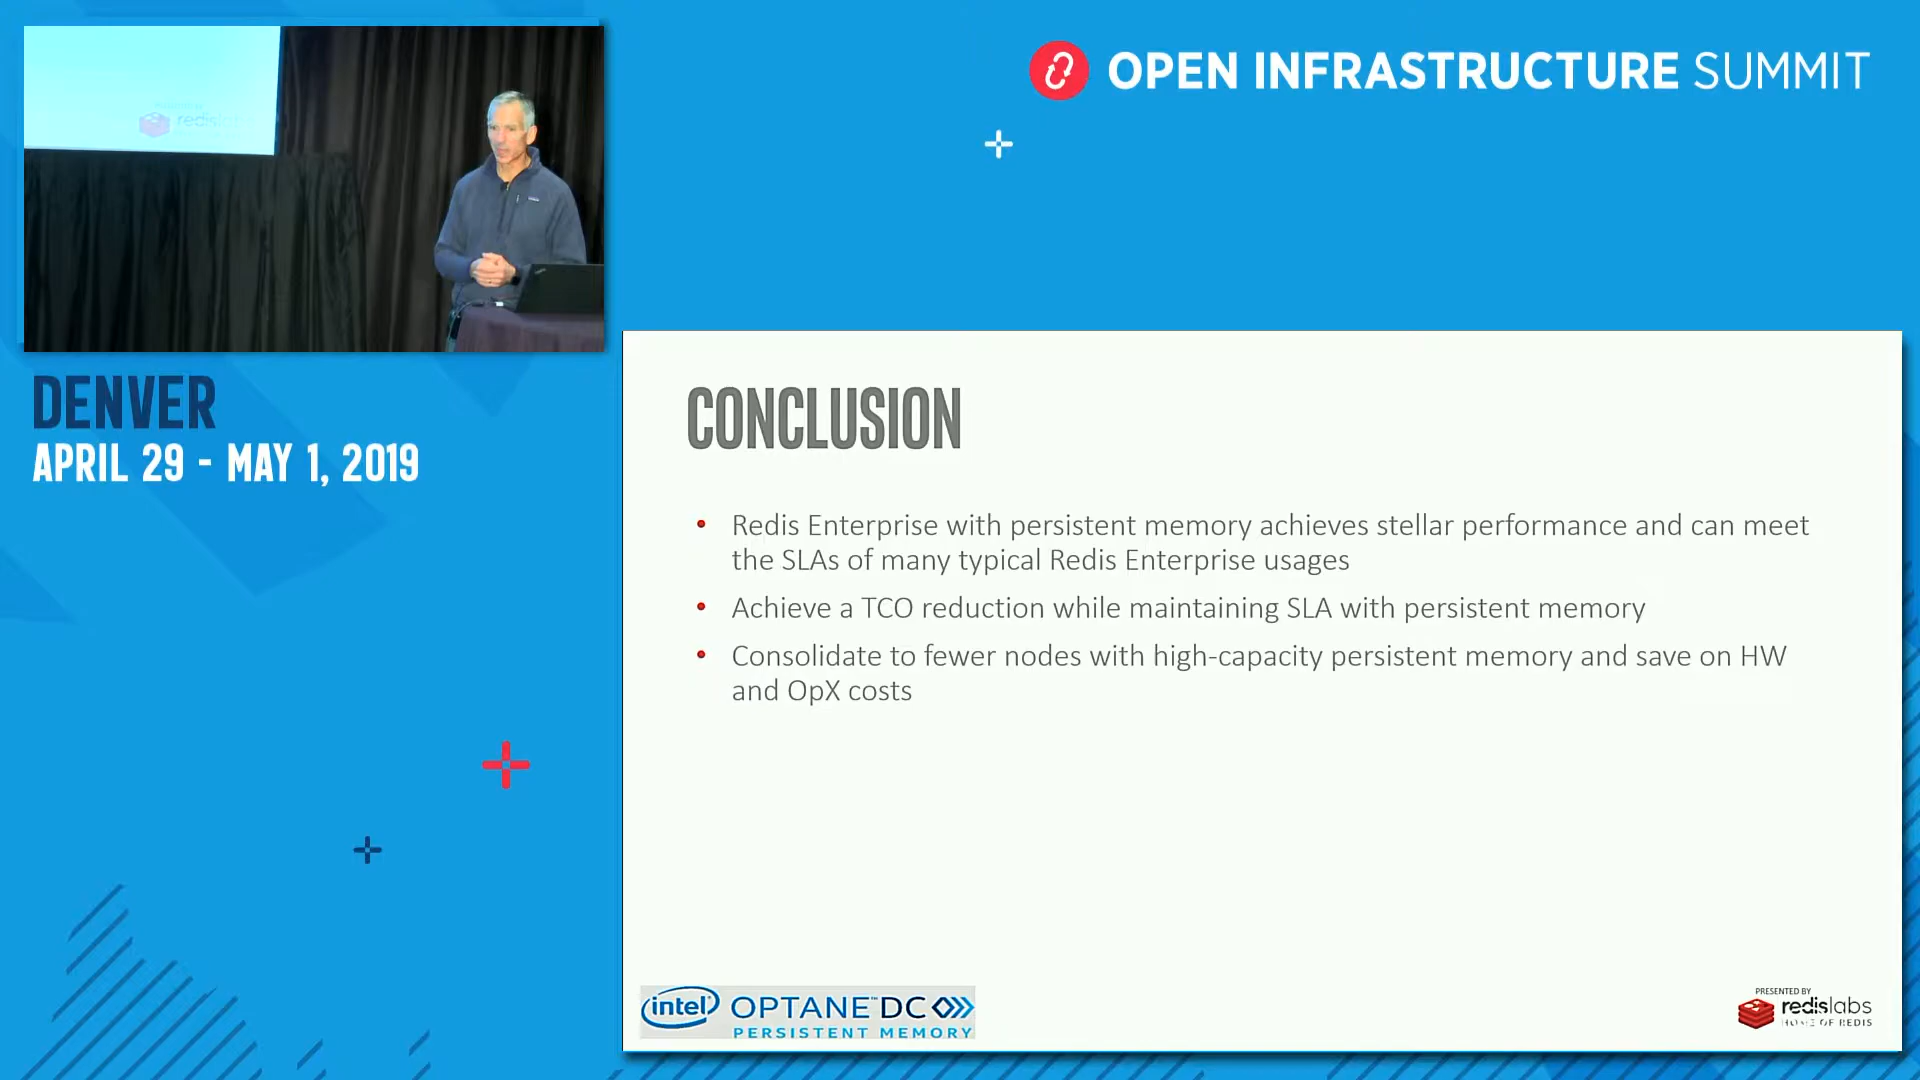 OPEN INFRASTRUCTURE SUMMIT
redislabs
DENVER
APRIL 29 - MAY 1, 2019
CONCLUSION
• Redis Enterprise with persistent memory achieves stellar performance and can meet
the SLAs of many typical Redis Enterprise usages
• Achieve a TCO reduction while maintaining SLA with persistent memory
• Consolidate to fewer nodes with high-capacity persistent memory and save on HW
and OpX costs
intel OPTANE™ DC
PERSISTENT MEMORY
PRESENTED BY
redislabs
HOME OF REDIS